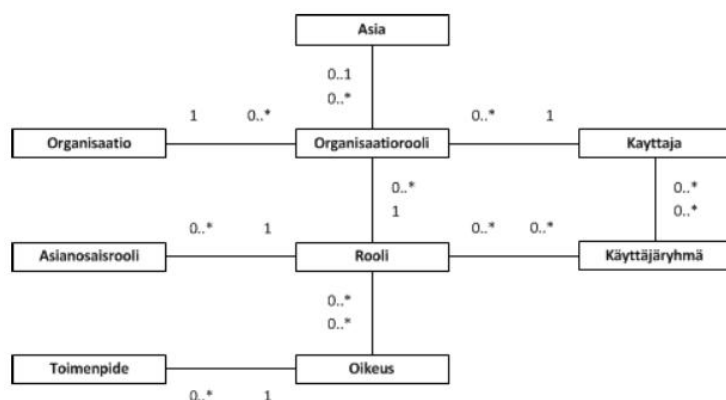 Asia
0..1
0..*
1 0..* 0..* 1
Organisaatio Organisaatiorooli Kayttaja
0..* 0..*
1 0..*
0..* 1 0..* 0..*
Asianosaisrooli Rooli Käyttäjäryhmä
0..*
0..*
Toimenpide Oikeus
0..* 1